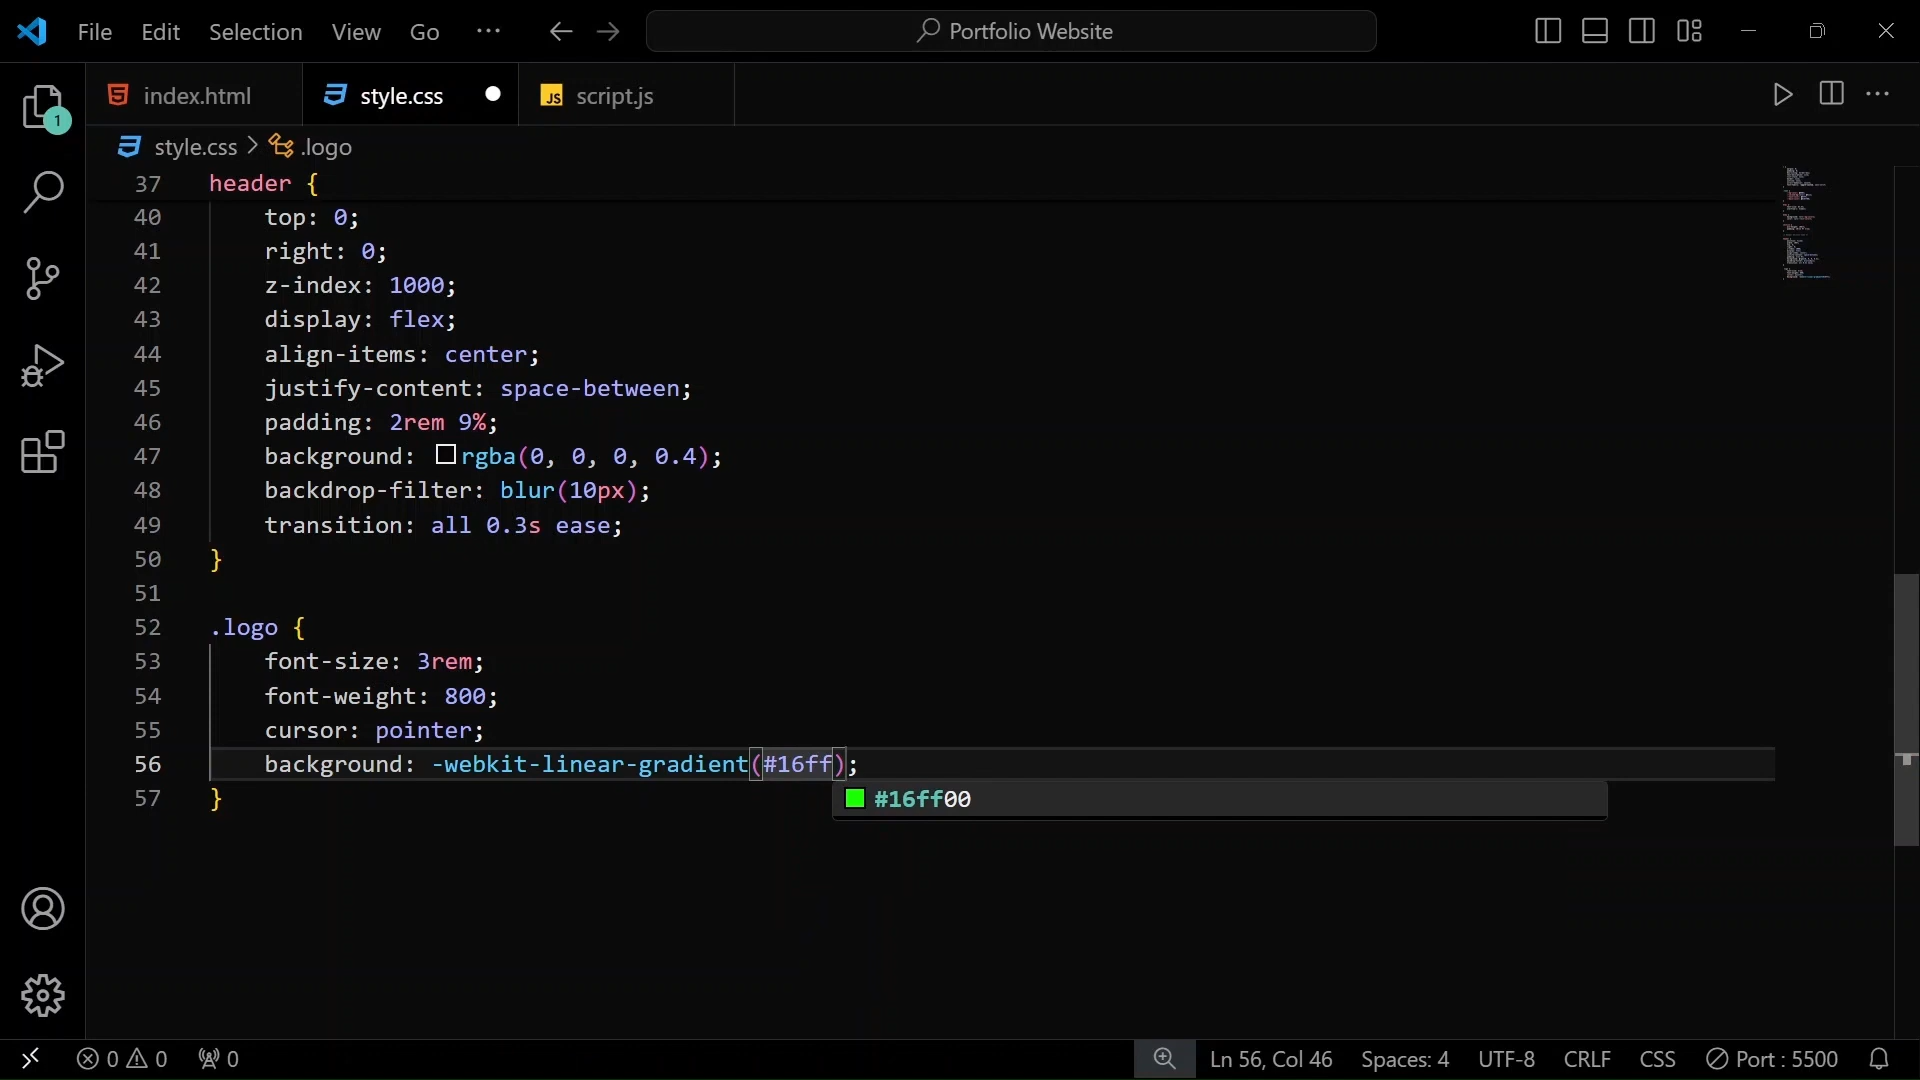 File Edit Selection View Go ··· Portfolio Website
index.html style.css JS script.js
1
style.css > .logo
37 header {
40 top: 0;
41 right: 0;
42 z-index: 1000;
43 display: flex;
44 align-items: center;
45 justify-content: space-between;
46 padding: 2rem 9%;
47 background: rgba(0, 0, 0, 0.4);
48 backdrop-filter: blur(10px);
49 transition: all 0.3s ease;
50 }
51
52 .logo {
53 font-size: 3rem;
54 font-weight: 800;
55 cursor: pointer;
56 background: -webkit-linear-gradient(#16ff);
57 }
#16ff00
0 0 0 Ln 56, Col 46 Spaces: 4 UTF-8 CRLF CSS Port : 5500